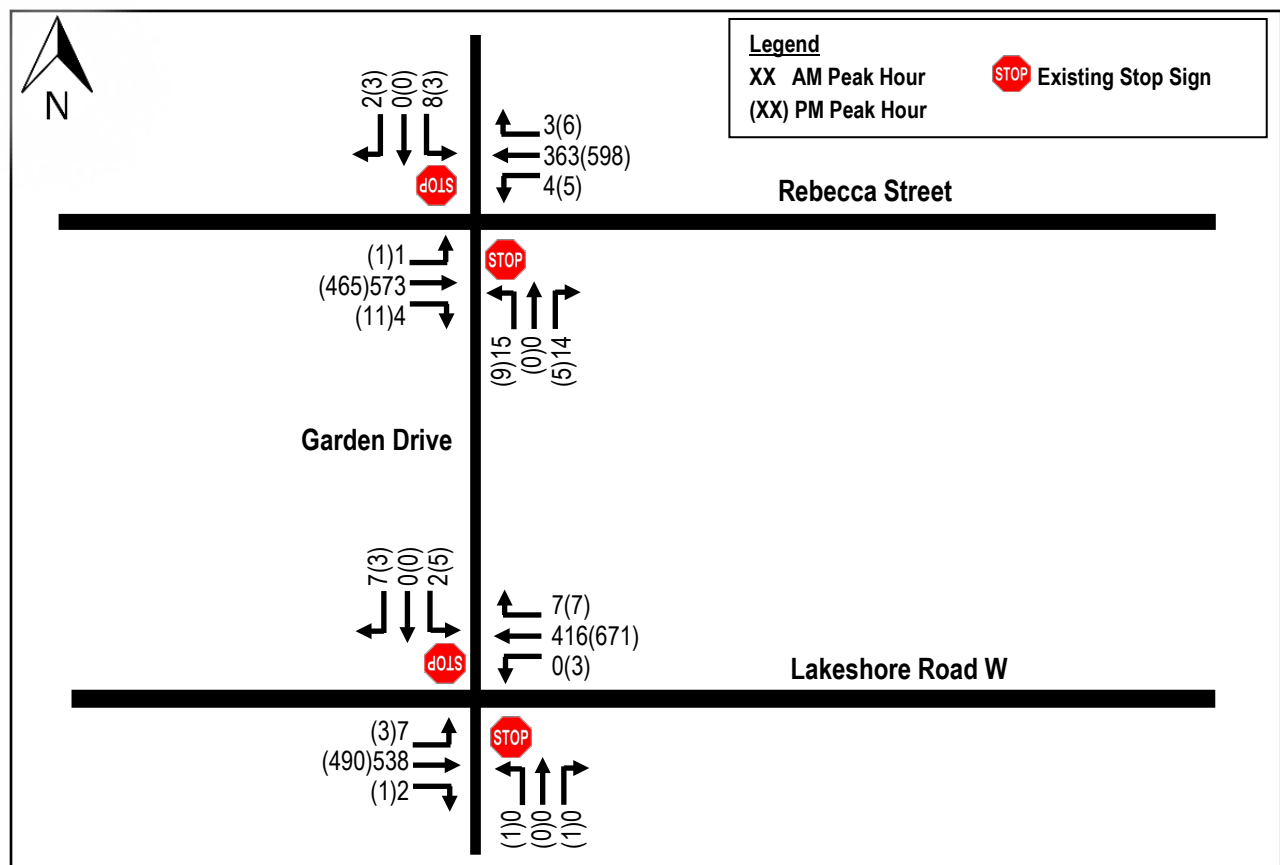 N
Legend
XX AM Peak Hour
(XX) PM Peak Hour
STOP Existing Stop Sign
2(3)
0(0)
8(3)
3(6)
363(598)
4(5)
STOP
Rebecca Street
(1)1
(465)573
(11)4
STOP
(9)15
(0)0
(5)14
Garden Drive
7(3)
0(0)
2(5)
7(7)
416(671)
0(3)
STOP
Lakeshore Road W
(3)7
(490)538
(1)2
STOP
(1)0
(0)0
(1)0